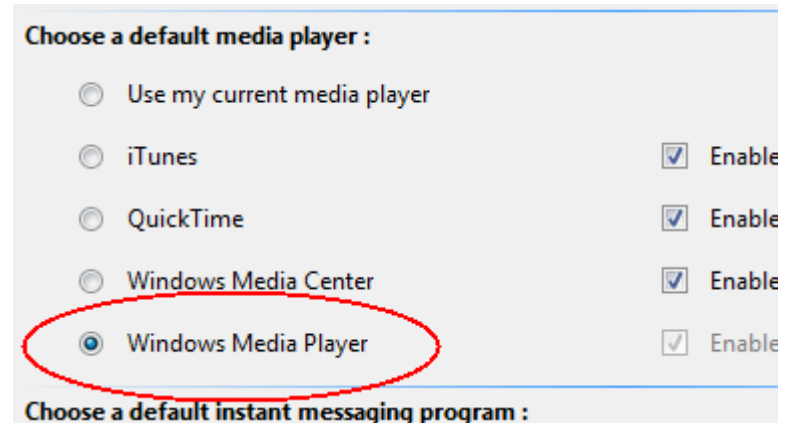 Choose a default media player :
Use my current media player
iTunes
Enable
QuickTime
Enable
Windows Media Center
Enable
Windows Media Player
Enable
Choose a default instant messaging program :